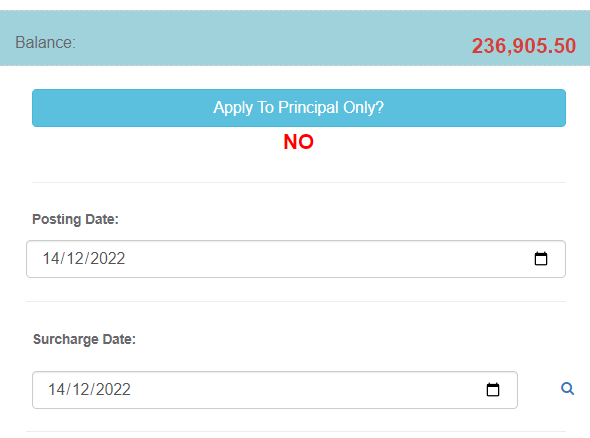 Balance: 236,905.50
Apply To Principal Only?
NO
Posting Date:
14/12/2022
Surcharge Date:
14/12/2022